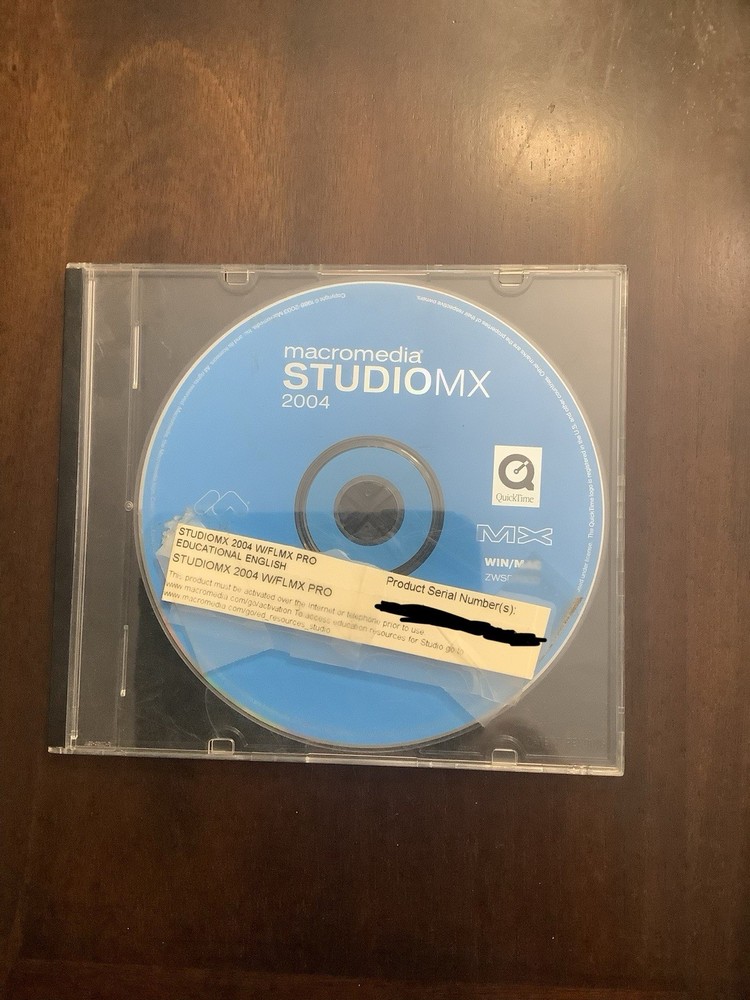 macromedia®
STUDIOMX
2004
QuickTime
MX
WIN/MAC
STUDIOMX 2004 W/FLMX PRO
EDUCATIONAL ENGLISH
STUDIOMX 2004 W/FLMX PRO
Product Serial Number(s):
This product must be activated over the Internet or telephone prior to use
www.macromedia.com/go/activation To access education resources for Studio go to
www.macromedia.com/go/ed_resources_studio